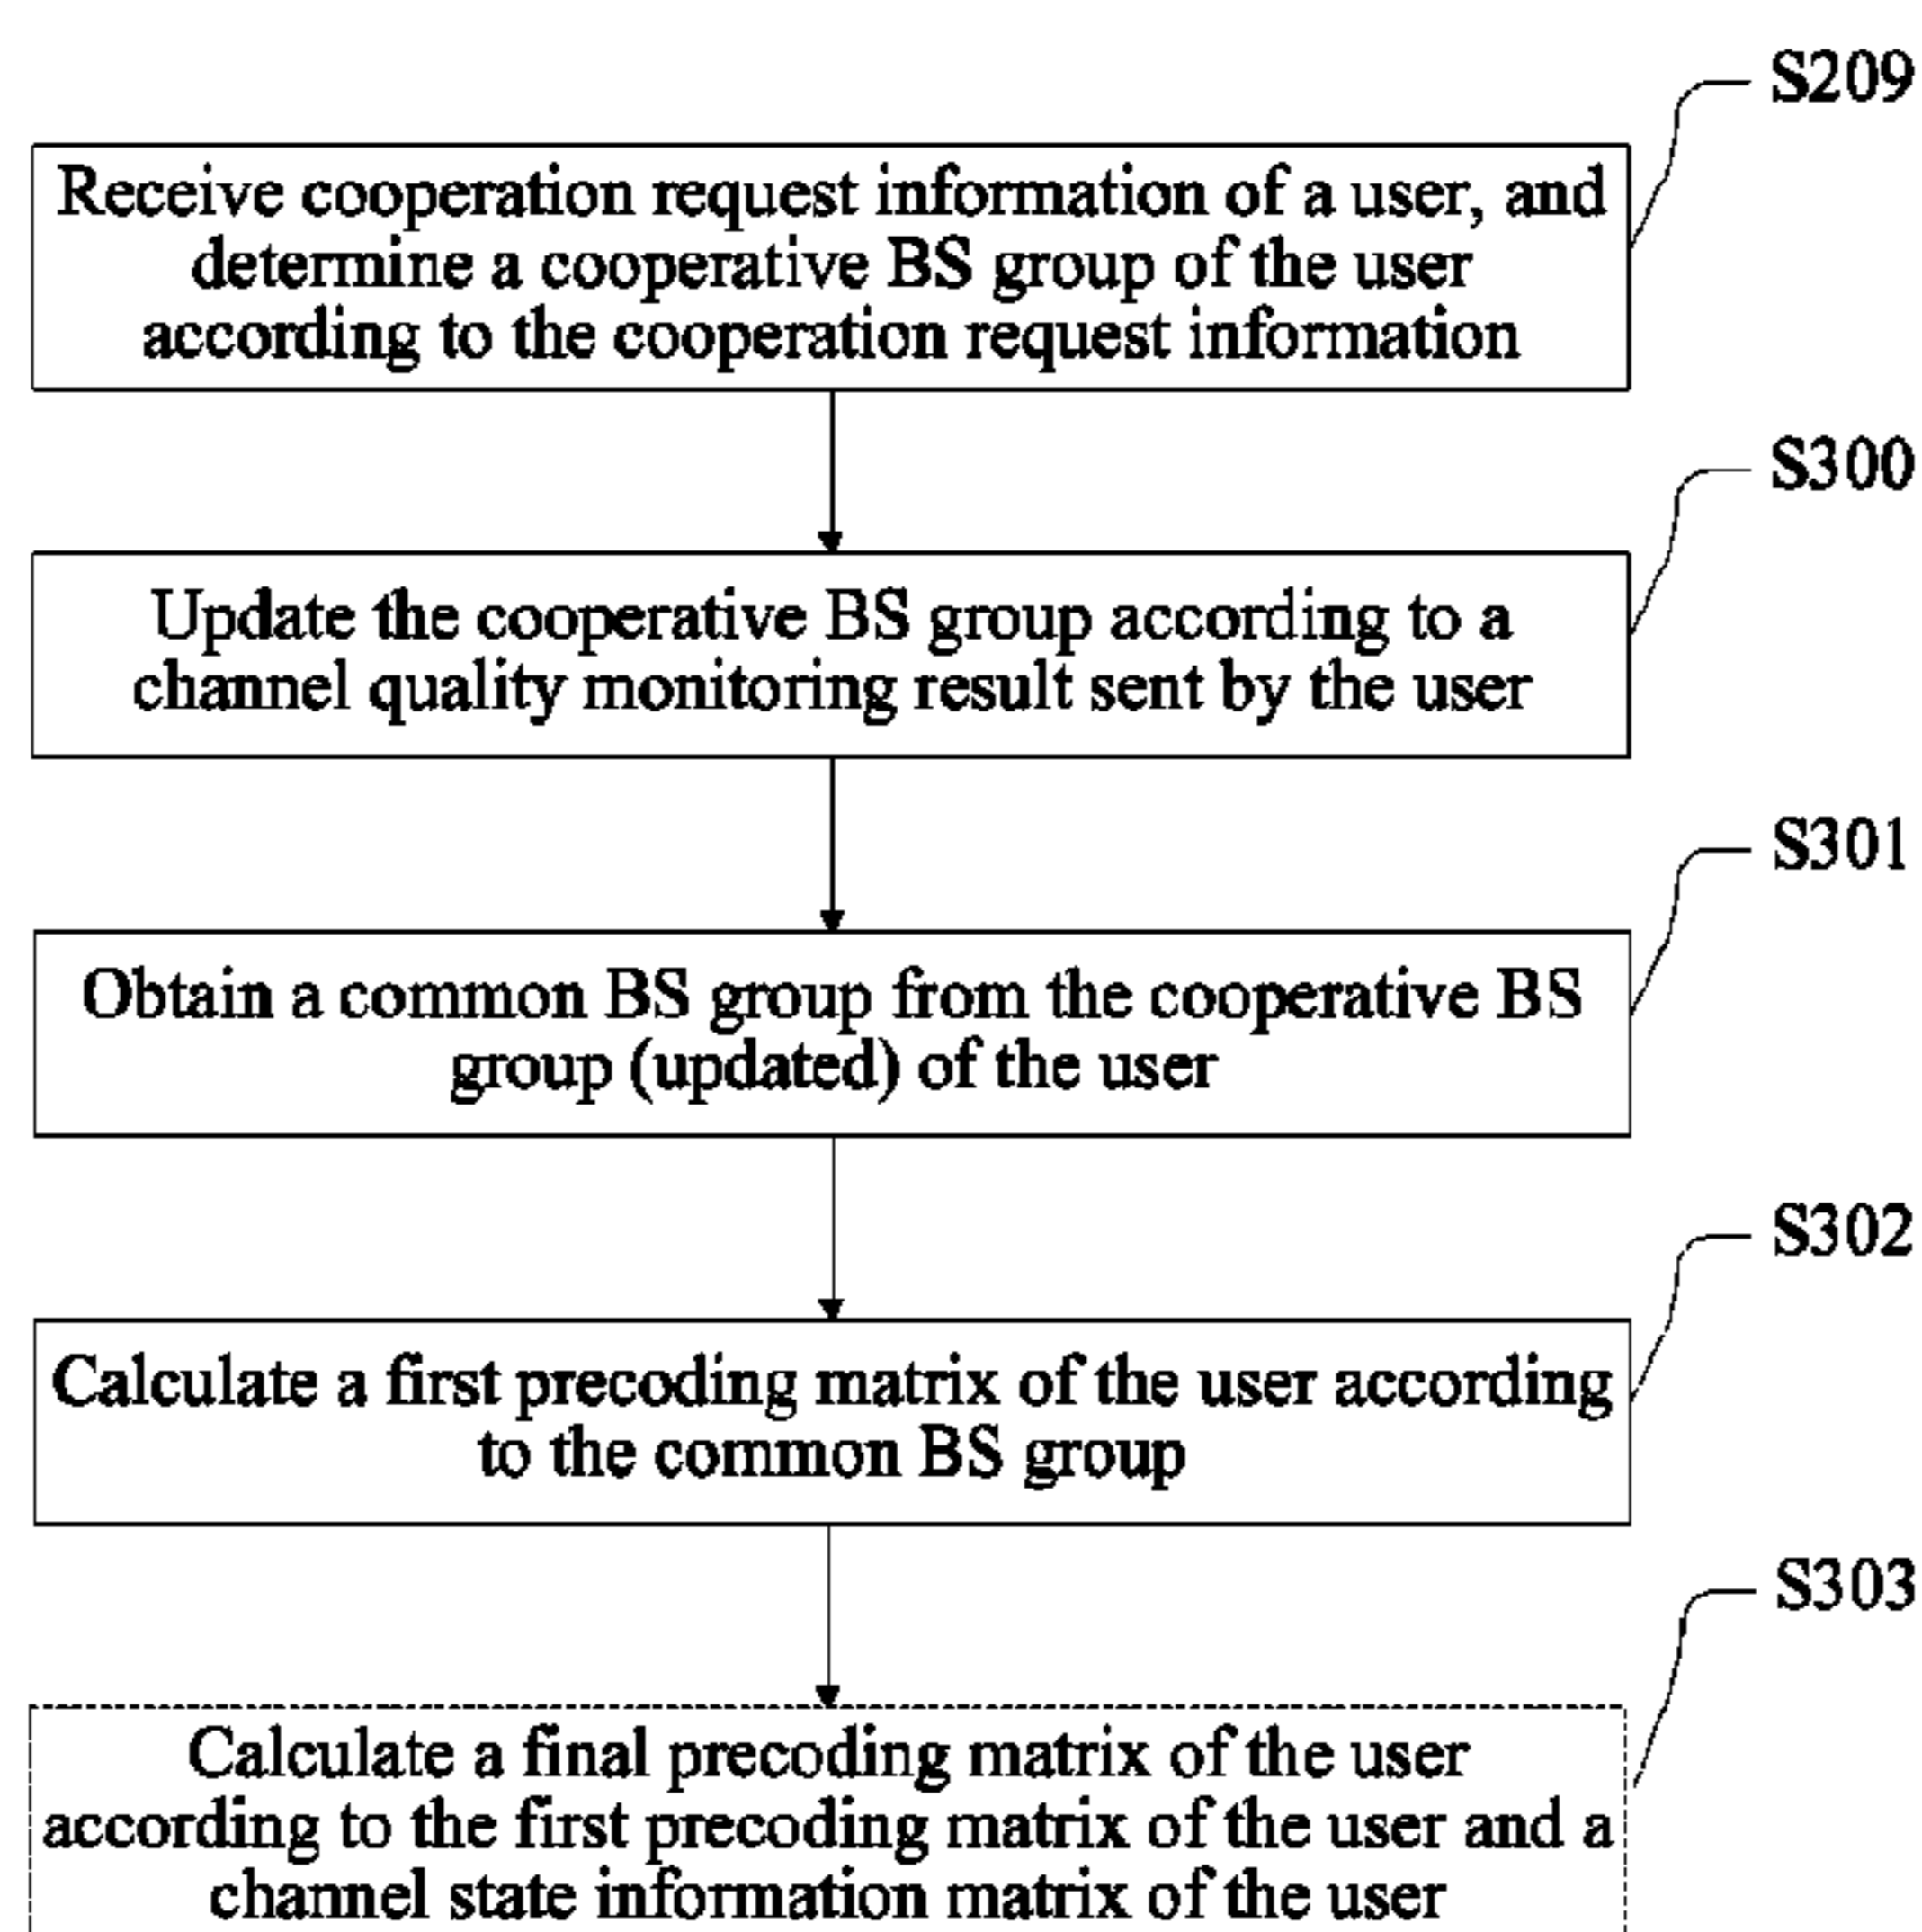 S209
Receive cooperation request information of a user, and
determine a cooperative BS group of the user
according to the cooperation request information
S300
Update the cooperative BS group according to a
channel quality monitoring result sent by the user
S301
Obtain a common BS group from the cooperative BS
group (updated) of the user
S302
Calculate a first precoding matrix of the user according
to the common BS group
S303
Calculate a final precoding matrix of the user
according to the first precoding matrix of the user and a
channel state information matrix of the user